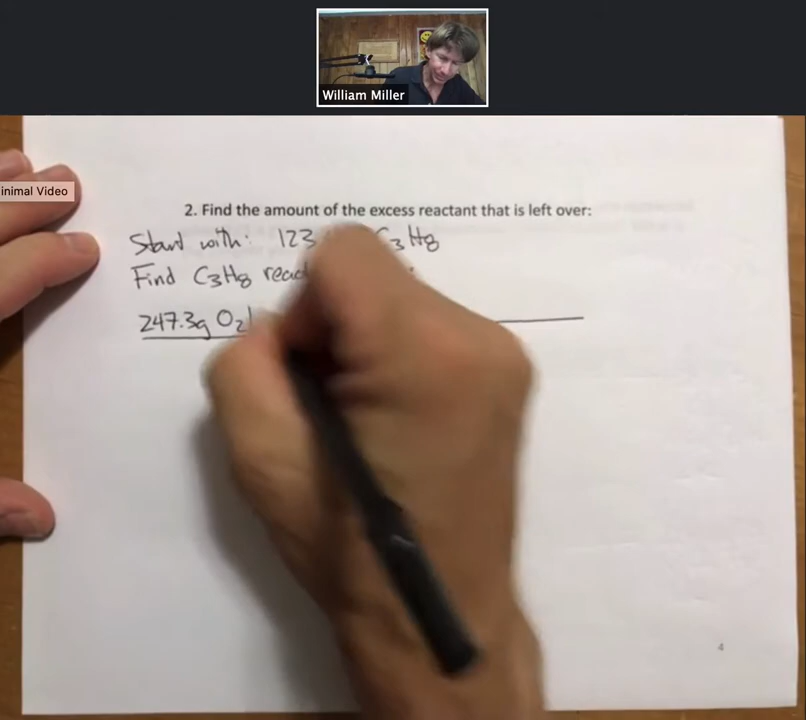 William Miller
inimal Video
2. Find the amount of the excess reactant that is left over:
Start with: 123 C3H8
Find C3H8
247.3g O2
4